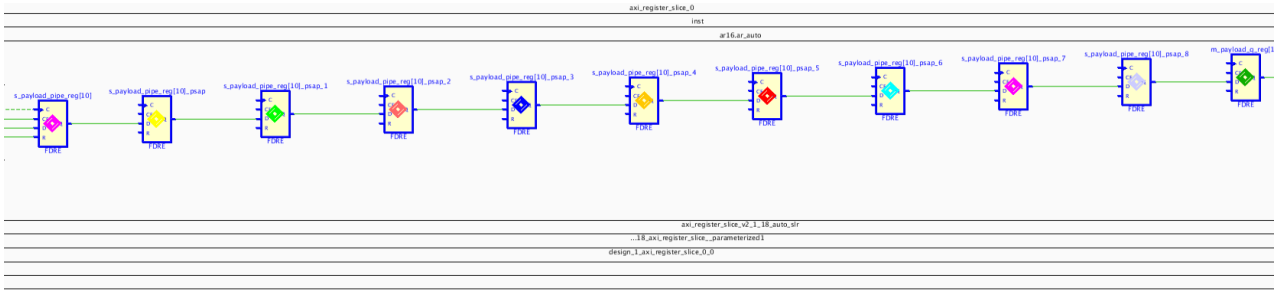 axi_register_slice_0
inst
ar16.ar_auto
s_payload_pipe_reg[10]
s_payload_pipe_reg[10]_psap
s_payload_pipe_reg[10]_psap_1
s_payload_pipe_reg[10]_psap_2
s_payload_pipe_reg[10]_psap_3
s_payload_pipe_reg[10]_psap_4
s_payload_pipe_reg[10]_psap_5
s_payload_pipe_reg[10]_psap_6
s_payload_pipe_reg[10]_psap_7
s_payload_pipe_reg[10]_psap_8
m_payload_q_reg[1
FDRE
FDRE
FDRE
FDRE
FDRE
FDRE
FDRE
FDRE
FDRE
FDRE
FDRE
axi_register_slice_v2_1_18_auto_slr
...18_axi_register_slice__parameterized1
design_1_axi_register_slice_0_0